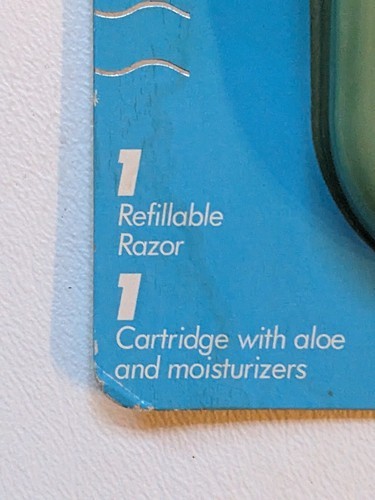 1
Refillable
Razor
1
Cartridge with aloe
and moisturizers